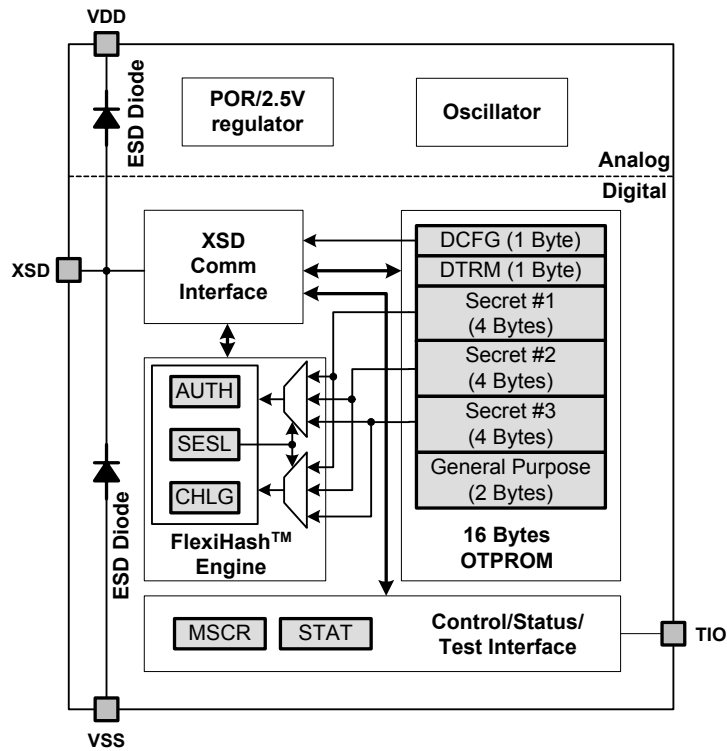 VDD
ESD Diode
POR/2.5V
regulator
Oscillator
Analog
Digital
XSD
XSD
Comm
Interface
DCFG (1 Byte)
DTRM (1 Byte)
Secret #1
(4 Bytes)
Secret #2
(4 Bytes)
Secret #3
(4 Bytes)
General Purpose
(2 Bytes)
16 Bytes
OTPROM
AUTH
SESL
CHLG
FlexiHash™
Engine
ESD Diode
MSCR
STAT
Control/Status/
Test Interface
TIO
VSS